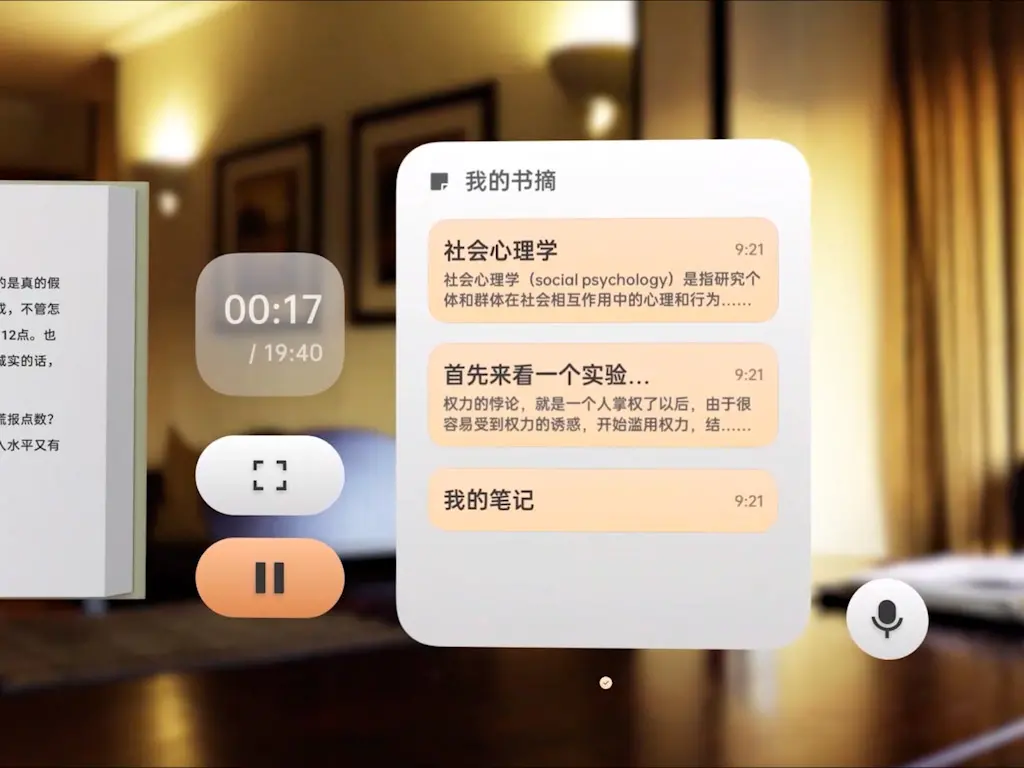 的是真的假
，不管怎
12点。也
诚实的话，
谎报点数？
人水平又有
00:17
/ 19:40
我的书摘
社会心理学 9:21
社会心理学（social psychology）是指研究个
体和群体在社会相互作用中的心理和行为……
首先来看一个实验... 9:21
权力的悖论，就是一个人掌权了以后，由于很
容易受到权力的诱惑，开始滥用权力，结……
我的笔记 9:21